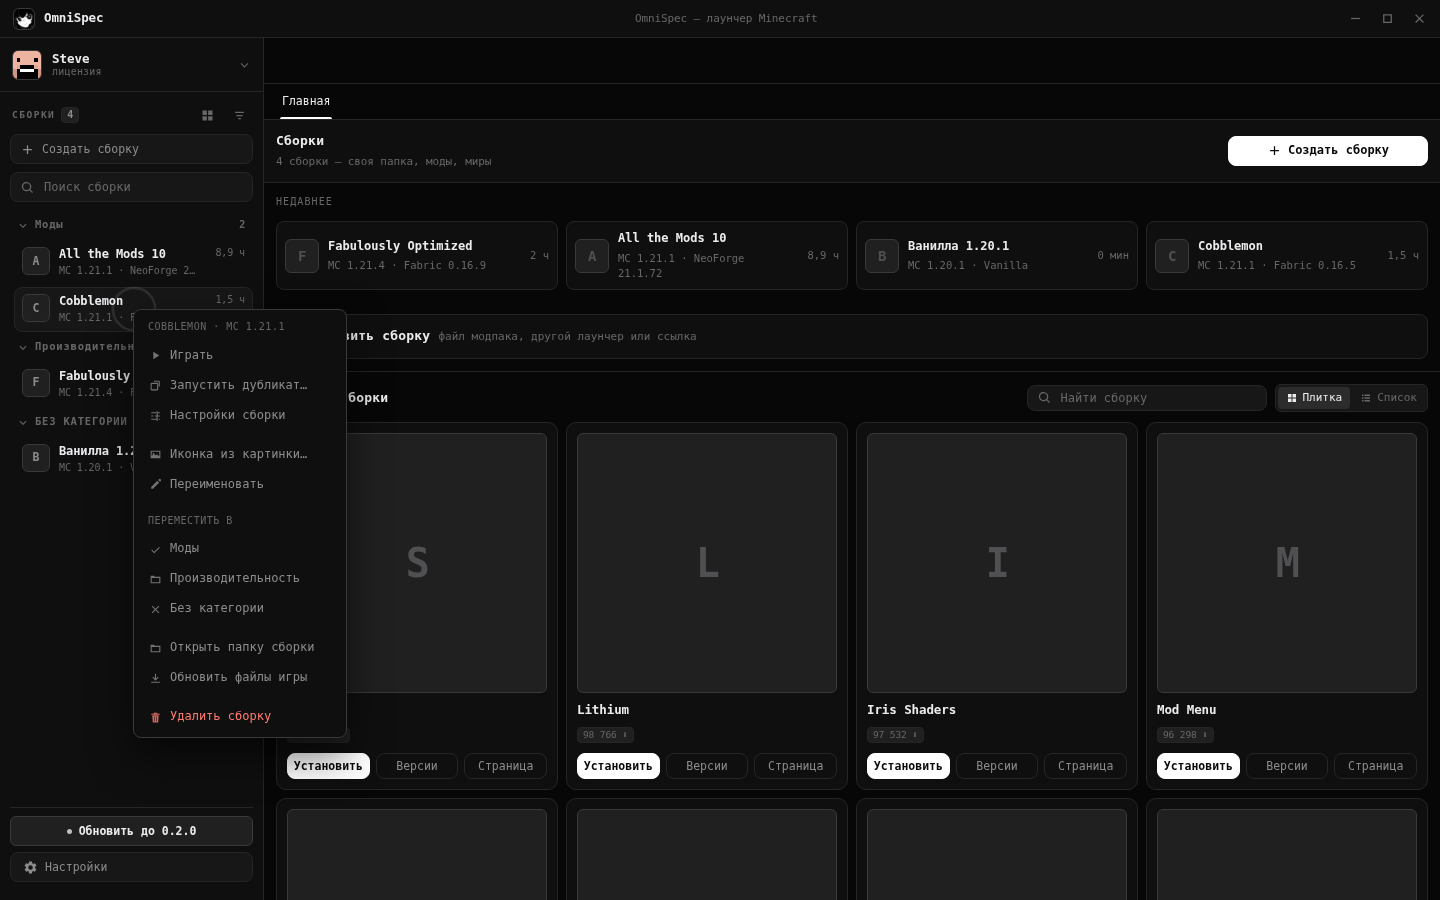 OmniSpec
OmniSpec — лаунчер Minecraft
Steve
лицензия
СБОРКИ 4
Создать сборку
Поиск сборки
Моды 2
A
All the Mods 10
8,9 ч
MC 1.21.1 · NeoForge 2…
C
Cobblemon
1,5 ч
MC 1.21.1 ·
F
Fabulously
MC 1.21.4 ·
БЕЗ КАТЕГОРИИ
В
Ванилла
MC 1.20.1 ·
Обновить до 0.2.0
Настройки
COBBLEMON · MC 1.21.1
Играть
Запустить дубликат…
Настройки сборки
Иконка из картинки…
Переименовать
ПЕРЕМЕСТИТЬ В
Моды
Производительность
Без категории
Открыть папку сборки
Обновить файлы игры
Удалить сборку
Главная
Сборки
4 сборки — своя папка, моды, миры
Создать сборку
НЕДАВНЕЕ
F
Fabulously Optimized
MC 1.21.4 · Fabric 0.16.9
2 ч
A
All the Mods 10
MC 1.21.1 · NeoForge
21.1.72
8,9 ч
В
Ванилла 1.20.1
MC 1.20.1 · Vanilla
0 мин
C
Cobblemon
MC 1.21.1 · Fabric 0.16.5
1,5 ч
сборку файл модпака, другой лаунчер или ссылка
Найти сборку
Плитка
Список
S
L
I
M
Lithium
98 766
Iris Shaders
97 532
Mod Menu
96 298
Установить Версии Страница
Установить Версии Страница
Установить Версии Страница
Установить Версии Страница